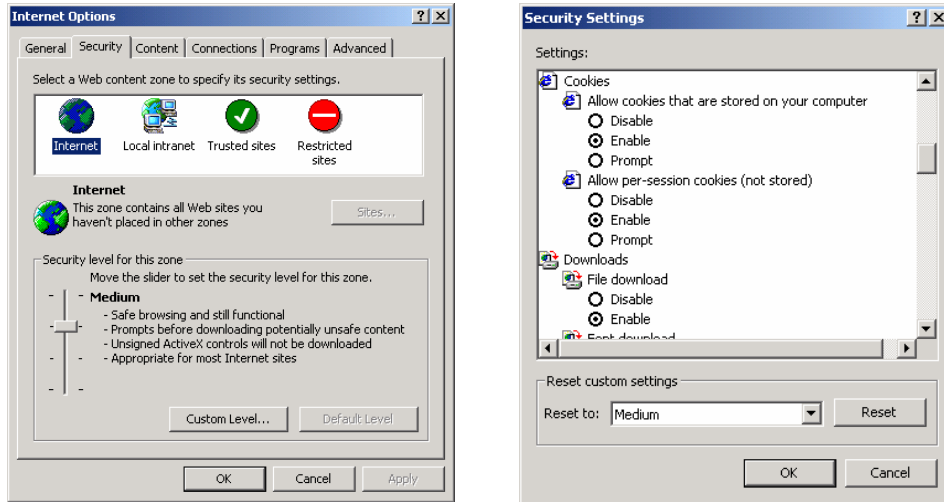 Internet Options
General Security Content Connections Programs Advanced
Select a Web content zone to specify its security settings.
Internet Local intranet Trusted sites Restricted
sites
Internet
This zone contains all Web sites you
haven't placed in other zones
Sites...
Security level for this zone
Move the slider to set the security level for this zone.
Medium
- Safe browsing and still functional
- Prompts before downloading potentially unsafe content
- Unsigned ActiveX controls will not be downloaded
- Appropriate for most Internet sites
Custom Level... Default Level
OK Cancel Apply
Security Settings
Settings:
Cookies
Allow cookies that are stored on your computer
Disable
Enable
Prompt
Allow per-session cookies (not stored)
Disable
Enable
Prompt
Downloads
File download
Disable
Enable
Font download
Reset custom settings
Reset to: Medium Reset
OK Cancel